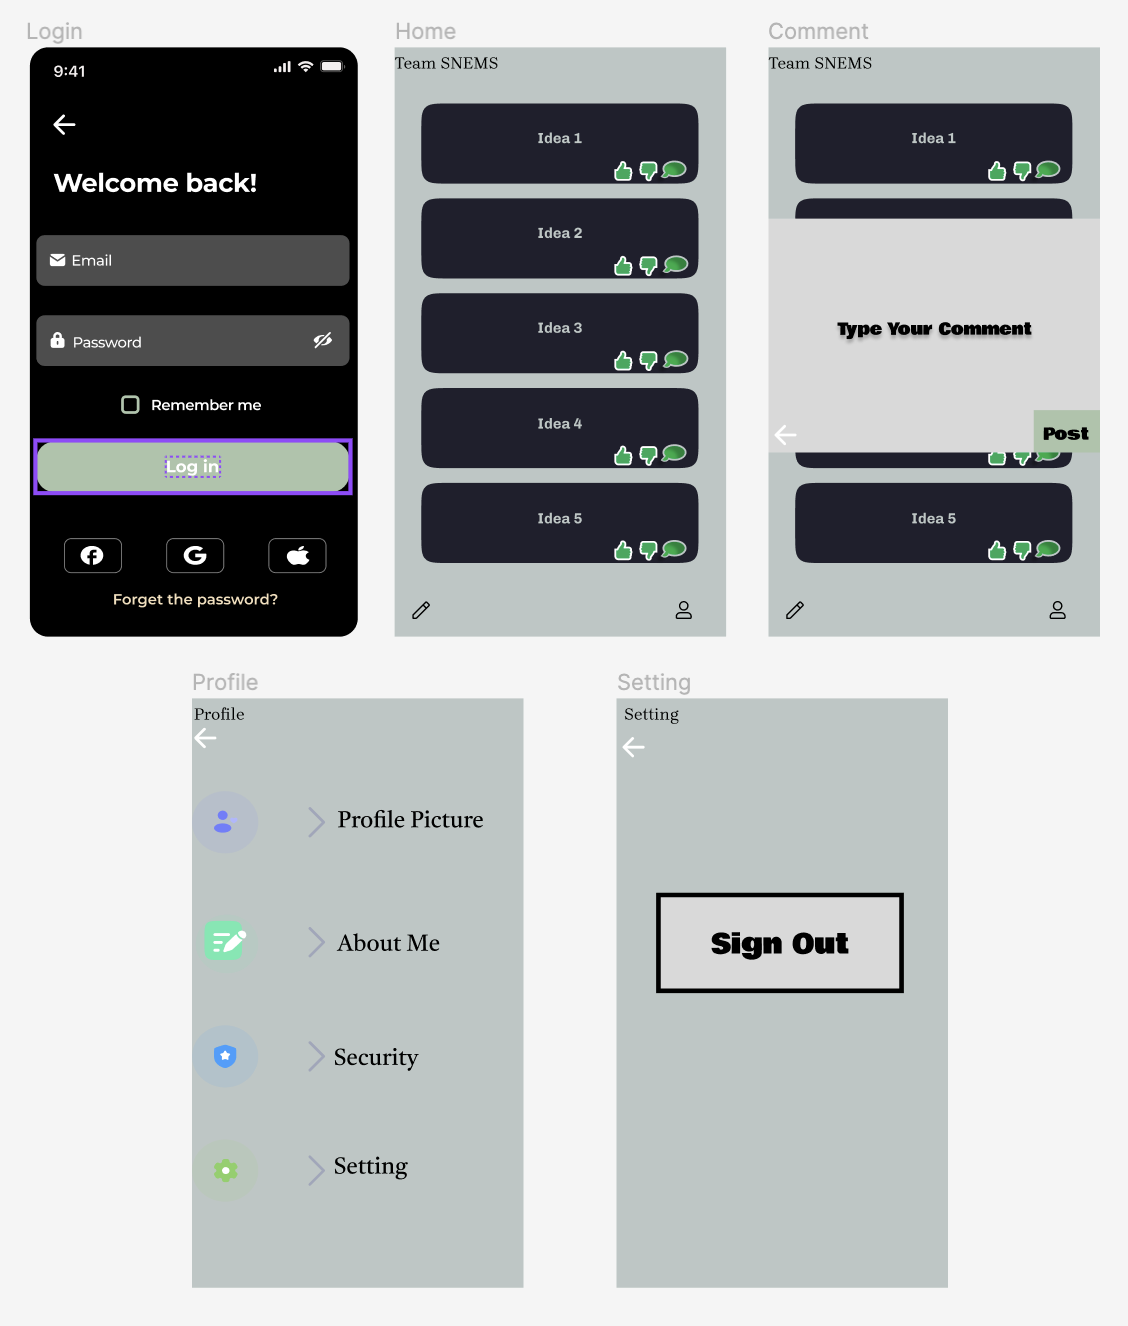 Login
Home
Comment
9:41
Welcome back!
Email
Password
Remember me
Log in
Forget the password?
Team SNEMS
Idea 1
Idea 2
Idea 3
Idea 4
Idea 5
Team SNEMS
Idea 1
Type Your Comment
Post
Idea 5
Profile
Profile
Profile Picture
About Me
Security
Setting
Setting
Setting
Sign Out